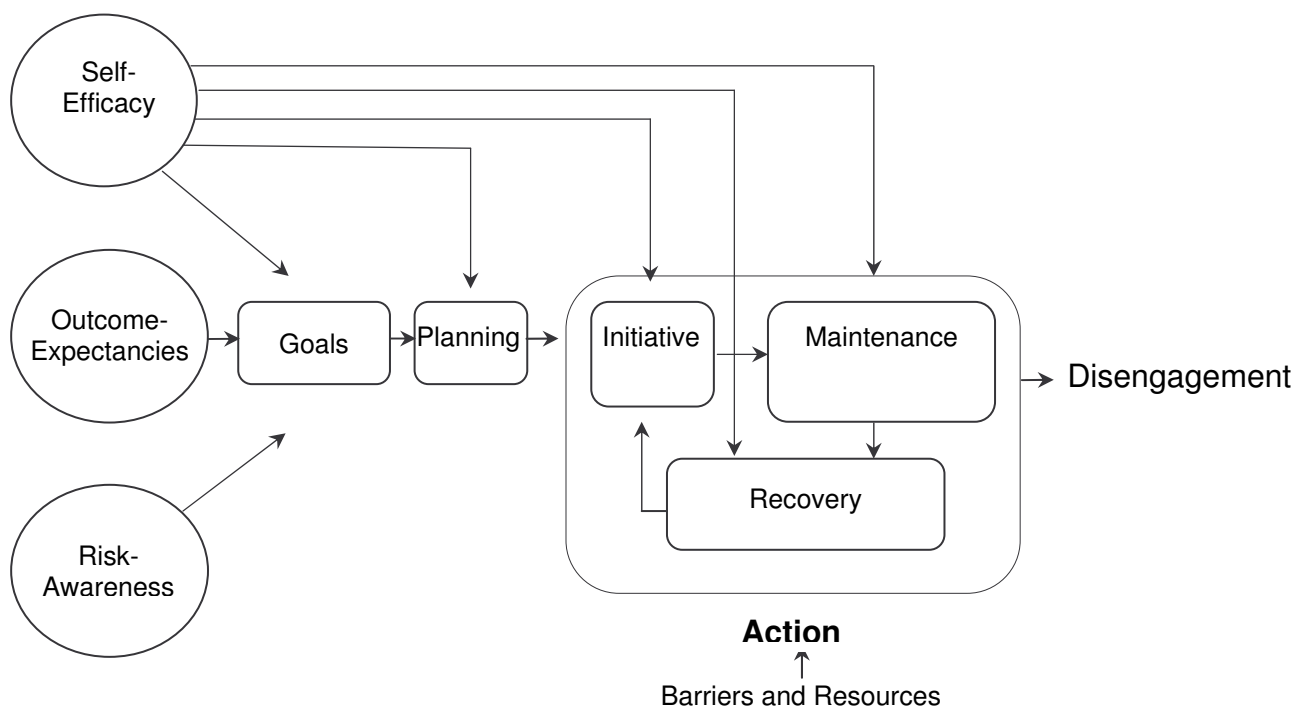 Self-
Efficacy
Outcome-
Expectancies
Goals
Planning
Initiative
Maintenance
Disengagement
Recovery
Risk-
Awareness
Action
Barriers and Resources